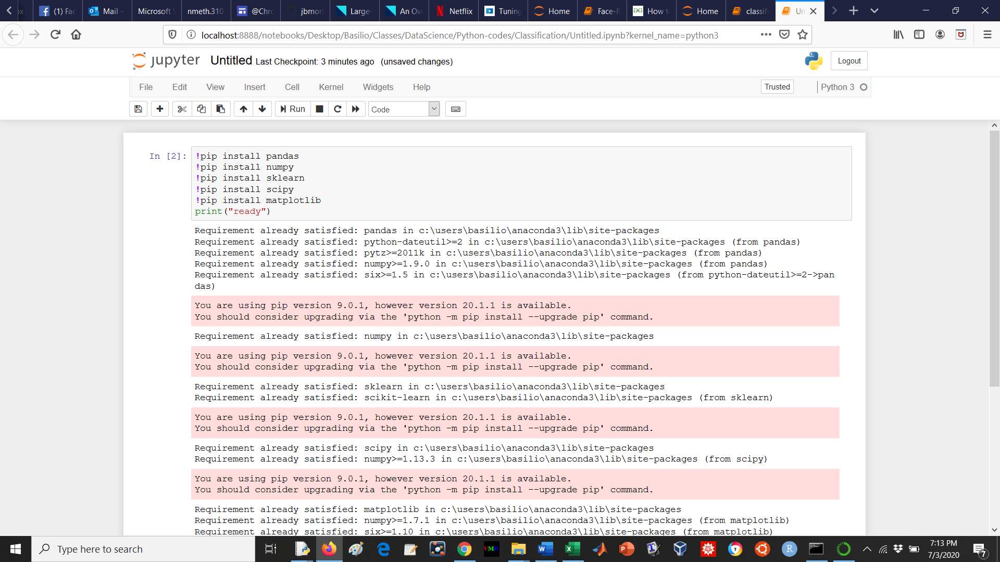 (1) Fac
Mail -
Microsoft
nmeth.310
@Chro
jbmor
Large-
An Ov
Netflix
Tuning
Home
Face-R
How to
Home
classifi
Unt
localhost:8888/notebooks/Desktop/Basilio/Classes/DataScience/Python-codes/Classification/Untitled.ipynb?kernel_name=python3
jupyter Untitled Last Checkpoint: 3 minutes ago (unsaved changes)
Logout
File Edit View Insert Cell Kernel Widgets Help
Trusted
Python 3
Run
Code
In [2]:
!pip install pandas
!pip install numpy
!pip install sklearn
!pip install scipy
!pip install matplotlib
print("ready")
Requirement already satisfied: pandas in c:\users\basilio\anaconda3\lib\site-packages
Requirement already satisfied: python-dateutil>=2 in c:\users\basilio\anaconda3\lib\site-packages (from pandas)
Requirement already satisfied: pytz>=2011k in c:\users\basilio\anaconda3\lib\site-packages (from pandas)
Requirement already satisfied: numpy>=1.9.0 in c:\users\basilio\anaconda3\lib\site-packages (from pandas)
Requirement already satisfied: six>=1.5 in c:\users\basilio\anaconda3\lib\site-packages (from python-dateutil>=2->pan
das)
You are using pip version 9.0.1, however version 20.1.1 is available.
You should consider upgrading via the 'python -m pip install --upgrade pip' command.
Requirement already satisfied: numpy in c:\users\basilio\anaconda3\lib\site-packages
You are using pip version 9.0.1, however version 20.1.1 is available.
You should consider upgrading via the 'python -m pip install --upgrade pip' command.
Requirement already satisfied: sklearn in c:\users\basilio\anaconda3\lib\site-packages
Requirement already satisfied: scikit-learn in c:\users\basilio\anaconda3\lib\site-packages (from sklearn)
You are using pip version 9.0.1, however version 20.1.1 is available.
You should consider upgrading via the 'python -m pip install --upgrade pip' command.
Requirement already satisfied: scipy in c:\users\basilio\anaconda3\lib\site-packages
Requirement already satisfied: numpy>=1.13.3 in c:\users\basilio\anaconda3\lib\site-packages (from scipy)
You are using pip version 9.0.1, however version 20.1.1 is available.
You should consider upgrading via the 'python -m pip install --upgrade pip' command.
Requirement already satisfied: matplotlib in c:\users\basilio\anaconda3\lib\site-packages
Requirement already satisfied: numpy>=1.7.1 in c:\users\basilio\anaconda3\lib\site-packages (from matplotlib)
Requirement already satisfied: six>=1.10 in c:\users\basilio\anaconda3\lib\site-packages (from matplotlib)
Type here to search
VMD
7:13 PM
7/3/2020
7